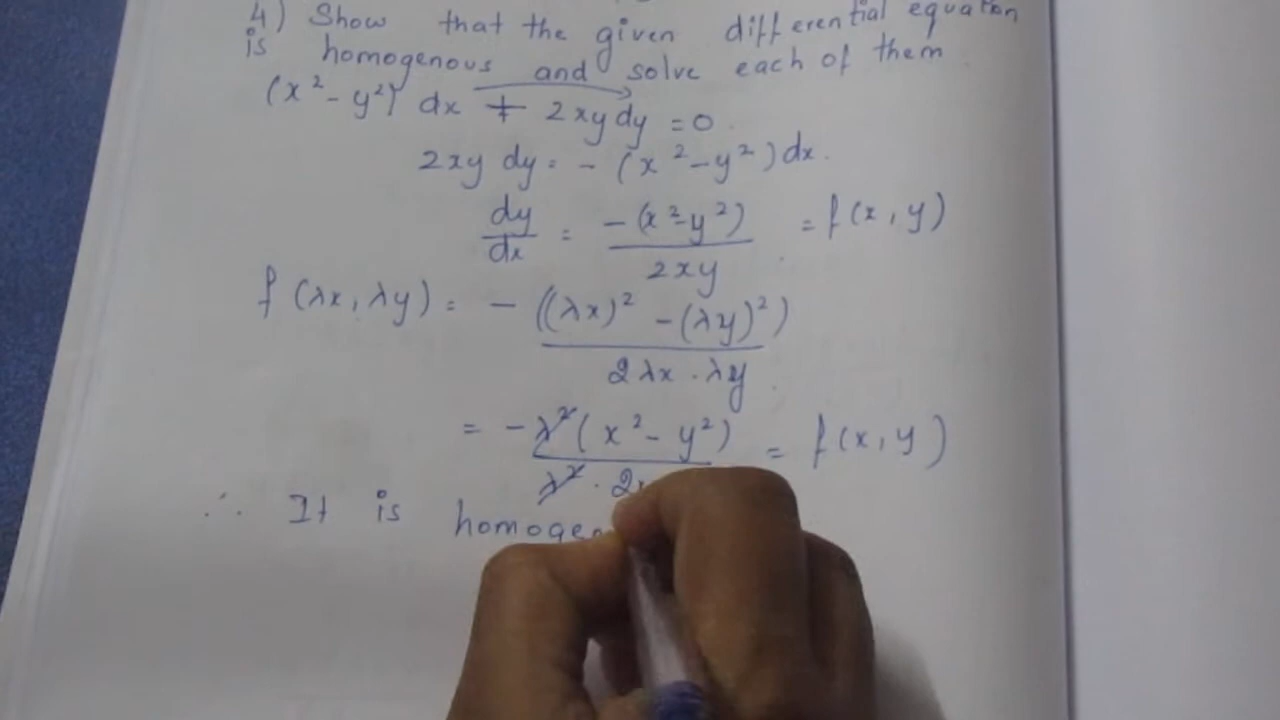 4) Show that the given differential equation
is homogenous and solve each of them
(x² - y²) dx + 2xy dy = 0.
2xy dy = - (x² - y²) dx.
dy/dx = -(x² - y²) / 2xy = f(x, y)
f (λx, λy) = - ((λx)² - (λy)²) / 2λx · λy
= -λ² (x² - y²) / λ² · 2 = f(x, y)
∴ It is